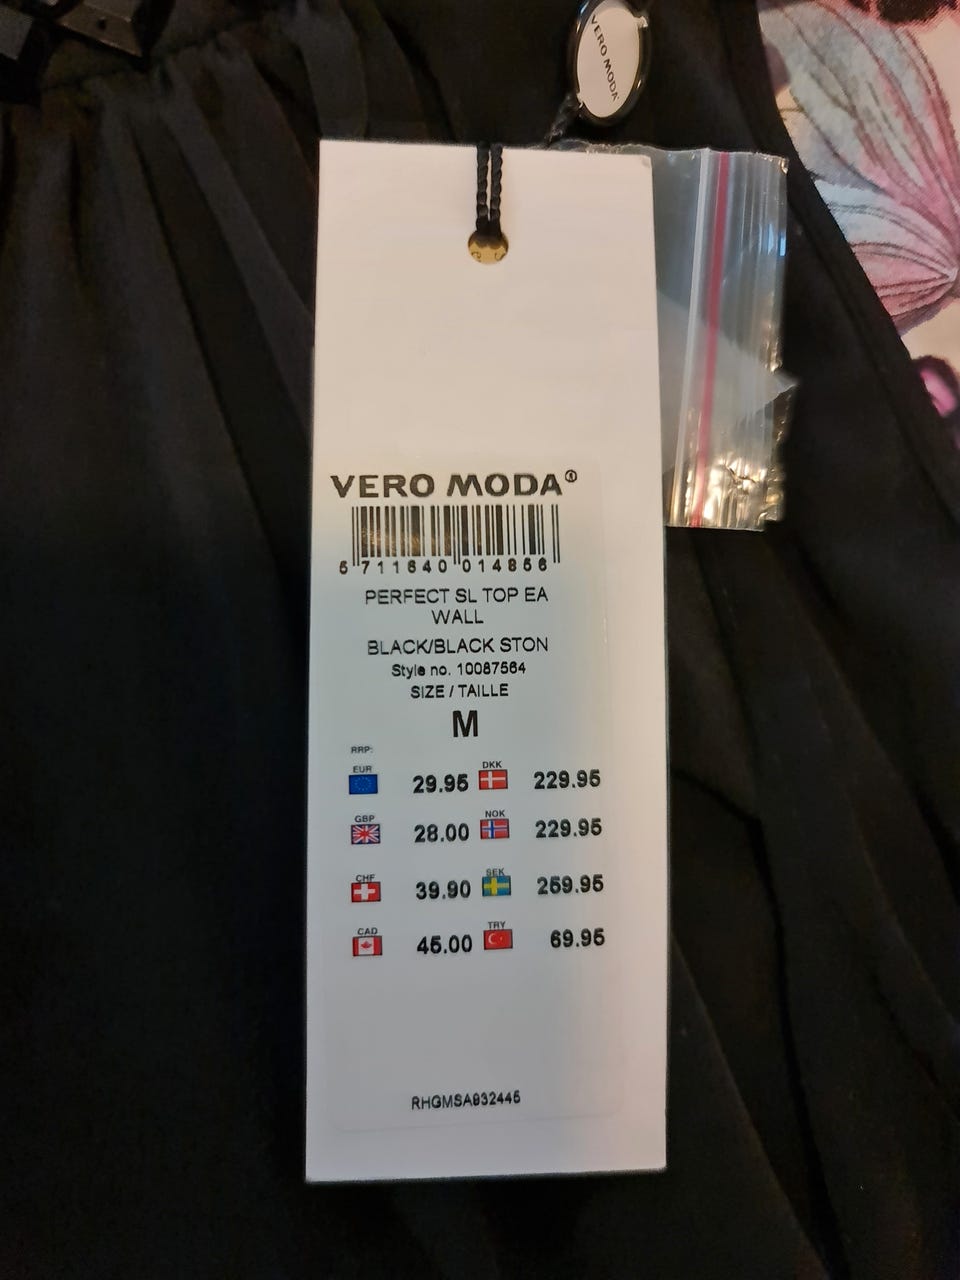 VERO MODA
VERO MODA®
5 711640 014856
PERFECT SL TOP EA
WALL
BLACK/BLACK STON
Style no. 10087564
SIZE / TAILLE
M
RRP:
EUR 29.95 DKK 229.95
GBP 28.00 NOK 229.95
CHF 39.90 SEK 259.95
CAD 45.00 TRY 69.95
RHGMSA932445